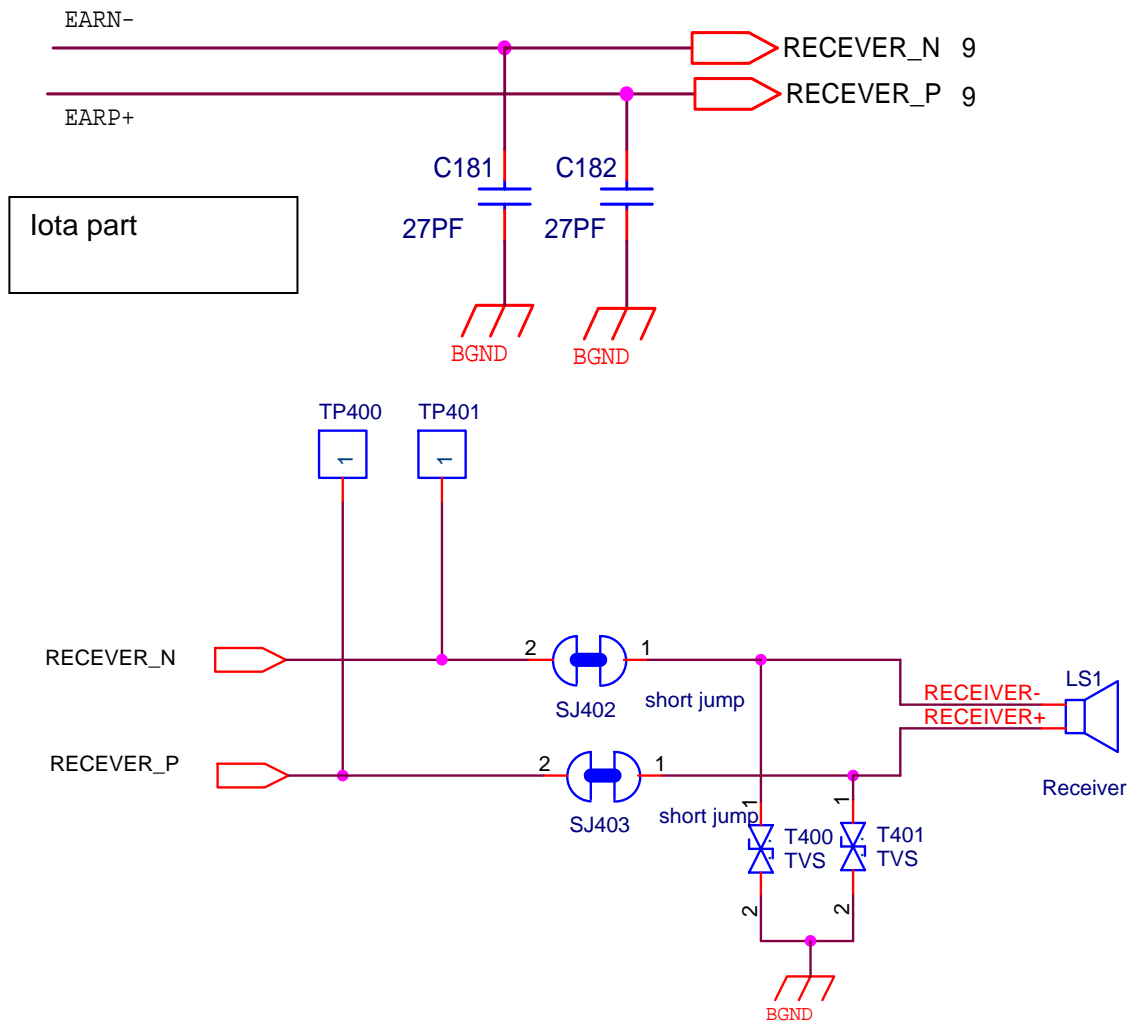 EARN-
RECEVER_N 9
RECEVER_P 9
EARP+
C181
C182
27PF
27PF
Iota part
BGND
BGND
TP400
TP401
1
1
RECEVER_N
2
1
SJ402
short jump
RECEIVER-
RECEIVER+
LS1
RECEVER_P
2
1
SJ403
short jump
Receiver
1
1
T400
TVS
T401
TVS
2
2
BGND